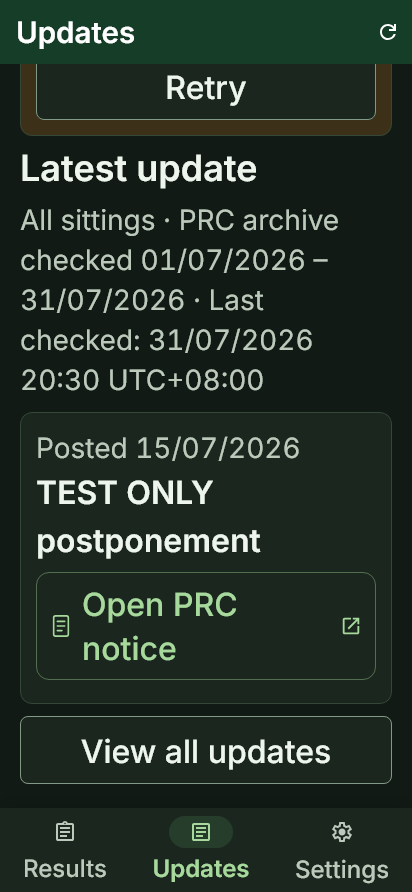 Updates
Retry
Latest update
All sittings · PRC archive
checked 01/07/2026 –
31/07/2026 · Last
checked: 31/07/2026
20:30 UTC+08:00
Posted 15/07/2026
TEST ONLY
postponement
Open PRC
notice
View all updates
Results
Updates
Settings